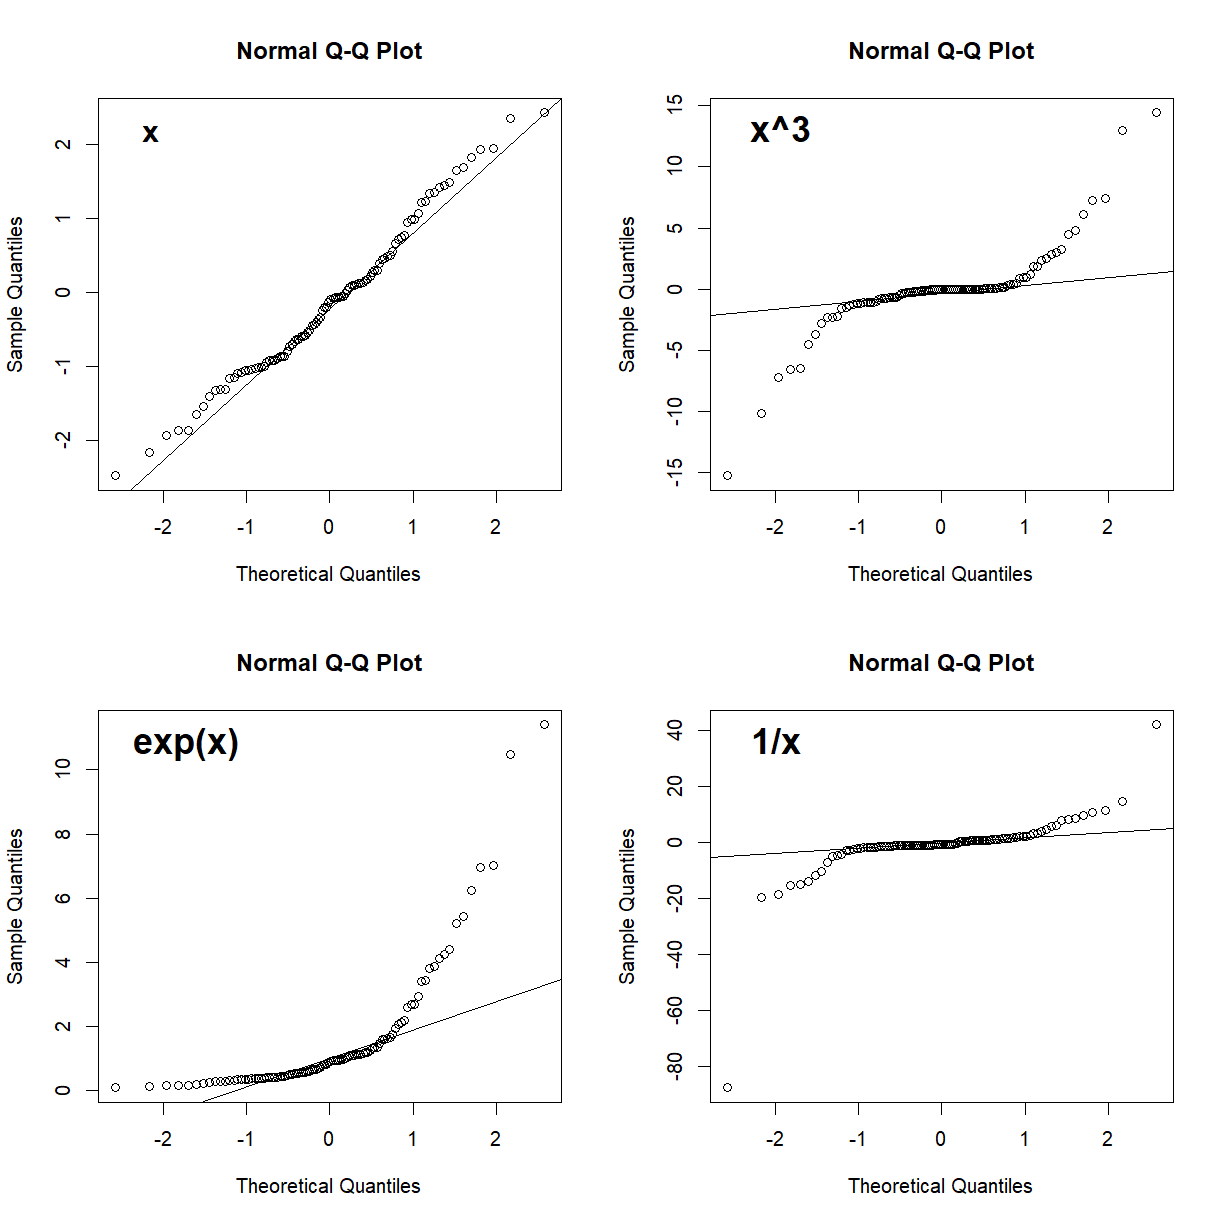 Normal Q-Q Plot
x
Sample Quantiles
2
1
0
-1
-2
-2 -1 0 1 2
Theoretical Quantiles
Normal Q-Q Plot
x^3
Sample Quantiles
15
10
5
0
-5
-10
-15
-2 -1 0 1 2
Theoretical Quantiles
Normal Q-Q Plot
exp(x)
Sample Quantiles
10
8
6
4
2
0
-2 -1 0 1 2
Theoretical Quantiles
Normal Q-Q Plot
1/x
Sample Quantiles
40
20
0
-20
-40
-60
-80
-2 -1 0 1 2
Theoretical Quantiles